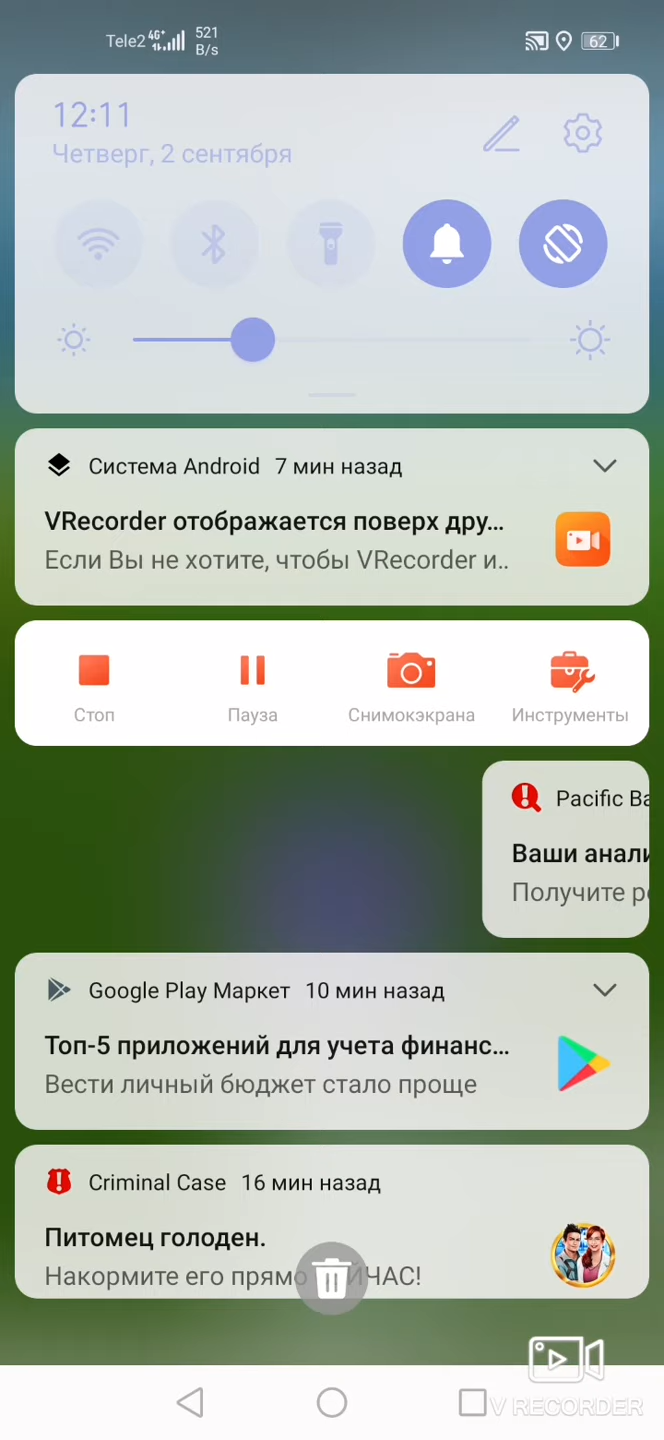 Tele2 4G+ 521 B/s 62
12:11
Четверг, 2 сентября
Система Android 7 мин назад
VRecorder отображается поверх дру...
Если Вы не хотите, чтобы VRecorder и..
Стоп Пауза Снимокэкрана Инструменты
Pacific Ba
Ваши анали
Получите
Google Play Маркет 10 мин назад
Топ-5 приложений для учета финанс...
Вести личный бюджет стало проще
Criminal Case 16 мин назад
Питомец голоден.
Накормите его прямо ЙЧАС!
V RECORDER